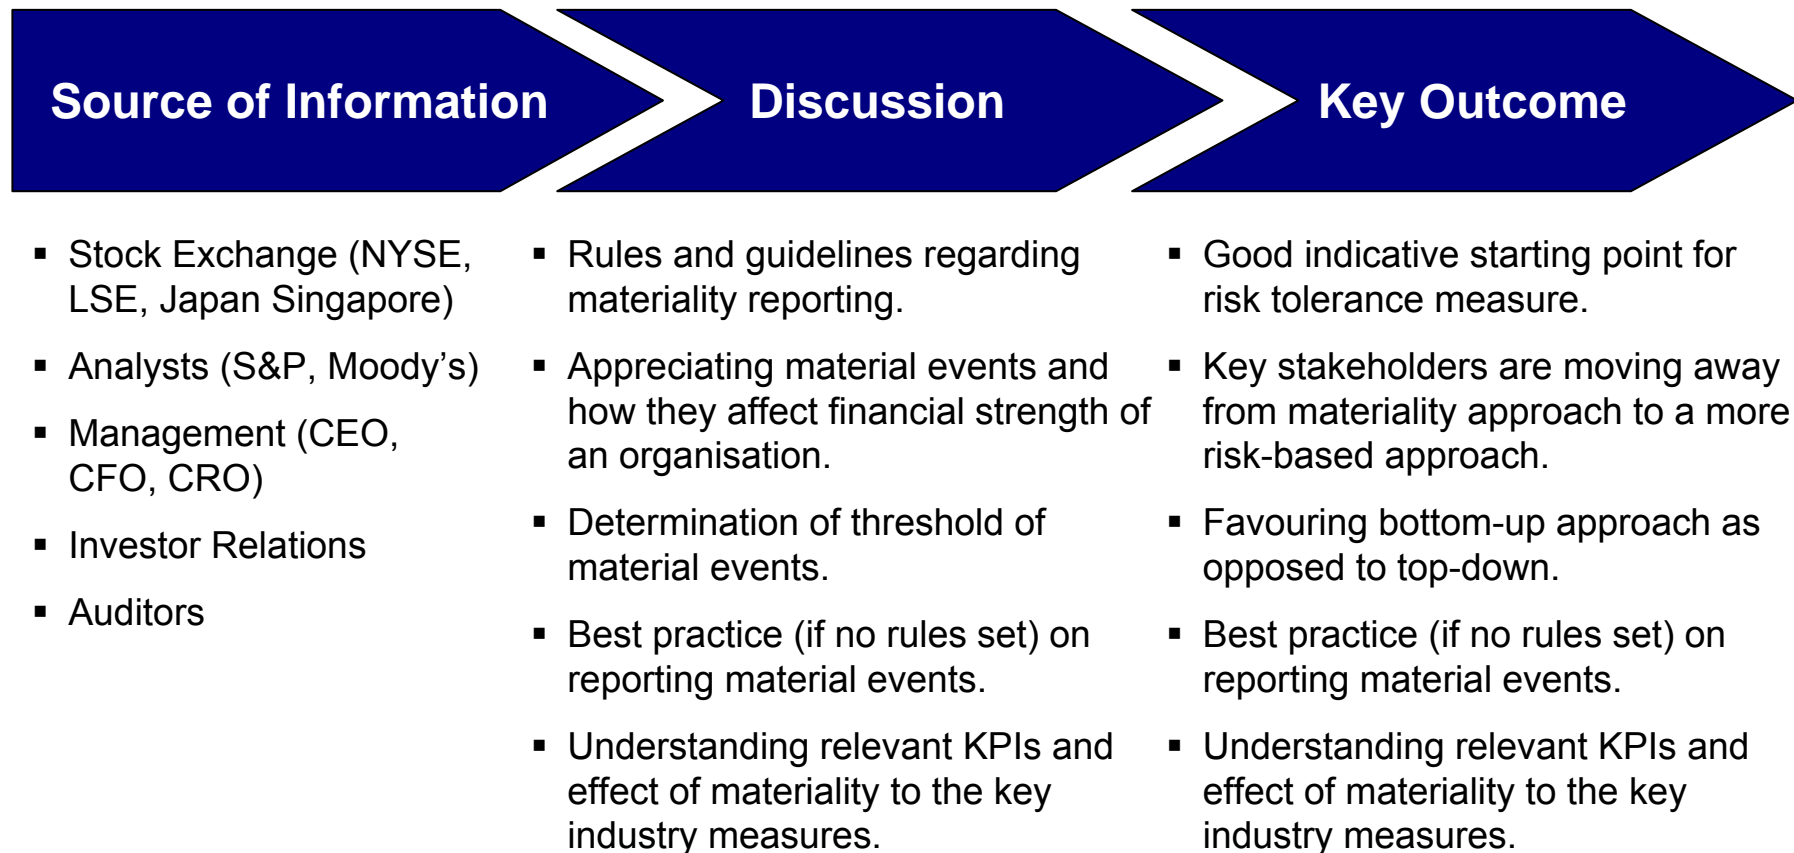 Source of Information
Discussion
Key Outcome
▪ Stock Exchange (NYSE,
LSE, Japan Singapore)
▪ Analysts (S&P, Moody’s)
▪ Management (CEO,
CFO, CRO)
▪ Investor Relations
▪ Auditors
▪ Rules and guidelines regarding
materiality reporting.
▪ Appreciating material events and
how they affect financial strength of
an organisation.
▪ Determination of threshold of
material events.
▪ Best practice (if no rules set) on
reporting material events.
▪ Understanding relevant KPIs and
effect of materiality to the key
industry measures.
▪ Good indicative starting point for
risk tolerance measure.
▪ Key stakeholders are moving away
from materiality approach to a more
risk-based approach.
▪ Favouring bottom-up approach as
opposed to top-down.
▪ Best practice (if no rules set) on
reporting material events.
▪ Understanding relevant KPIs and
effect of materiality to the key
industry measures.